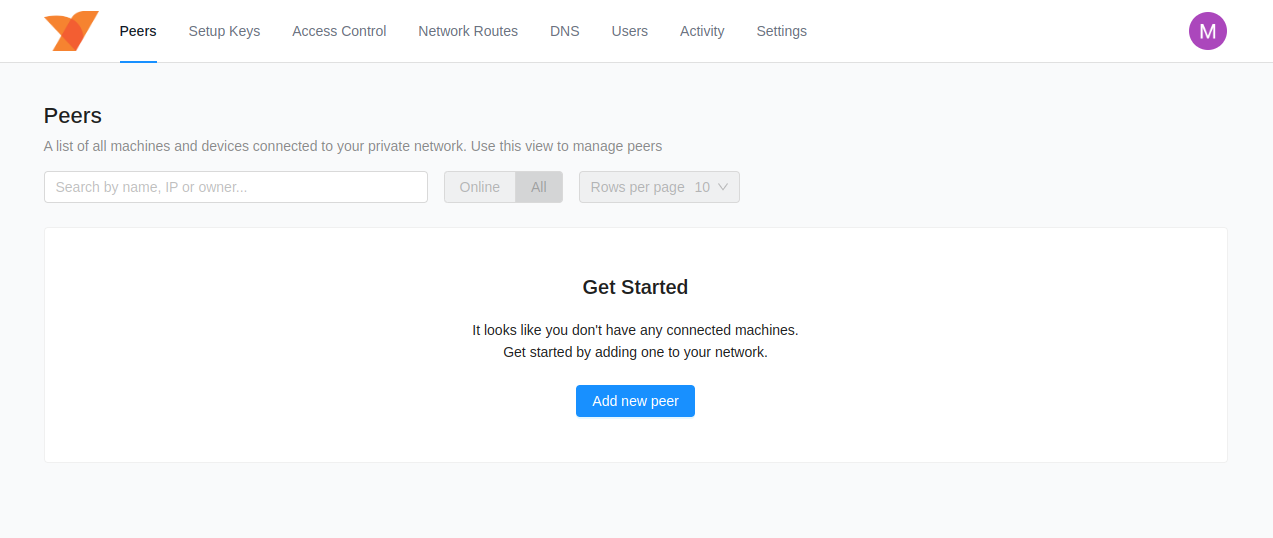 Peers Setup Keys Access Control Network Routes DNS Users Activity Settings M
Peers
A list of all machines and devices connected to your private network. Use this view to manage peers
Search by name, IP or owner... Online All Rows per page 10
Get Started
It looks like you don't have any connected machines.
Get started by adding one to your network.
Add new peer